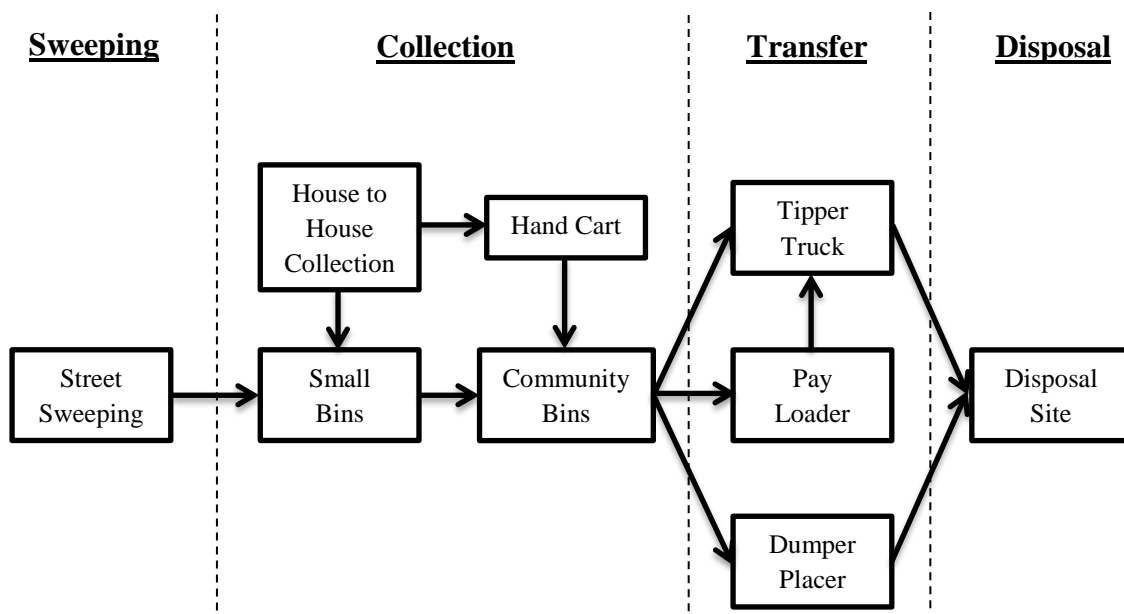 Sweeping
Collection
Transfer
Disposal
House to
House
Collection
Hand Cart
Tipper
Truck
Street
Sweeping
Small
Bins
Community
Bins
Pay
Loader
Disposal
Site
Dumper
Placer